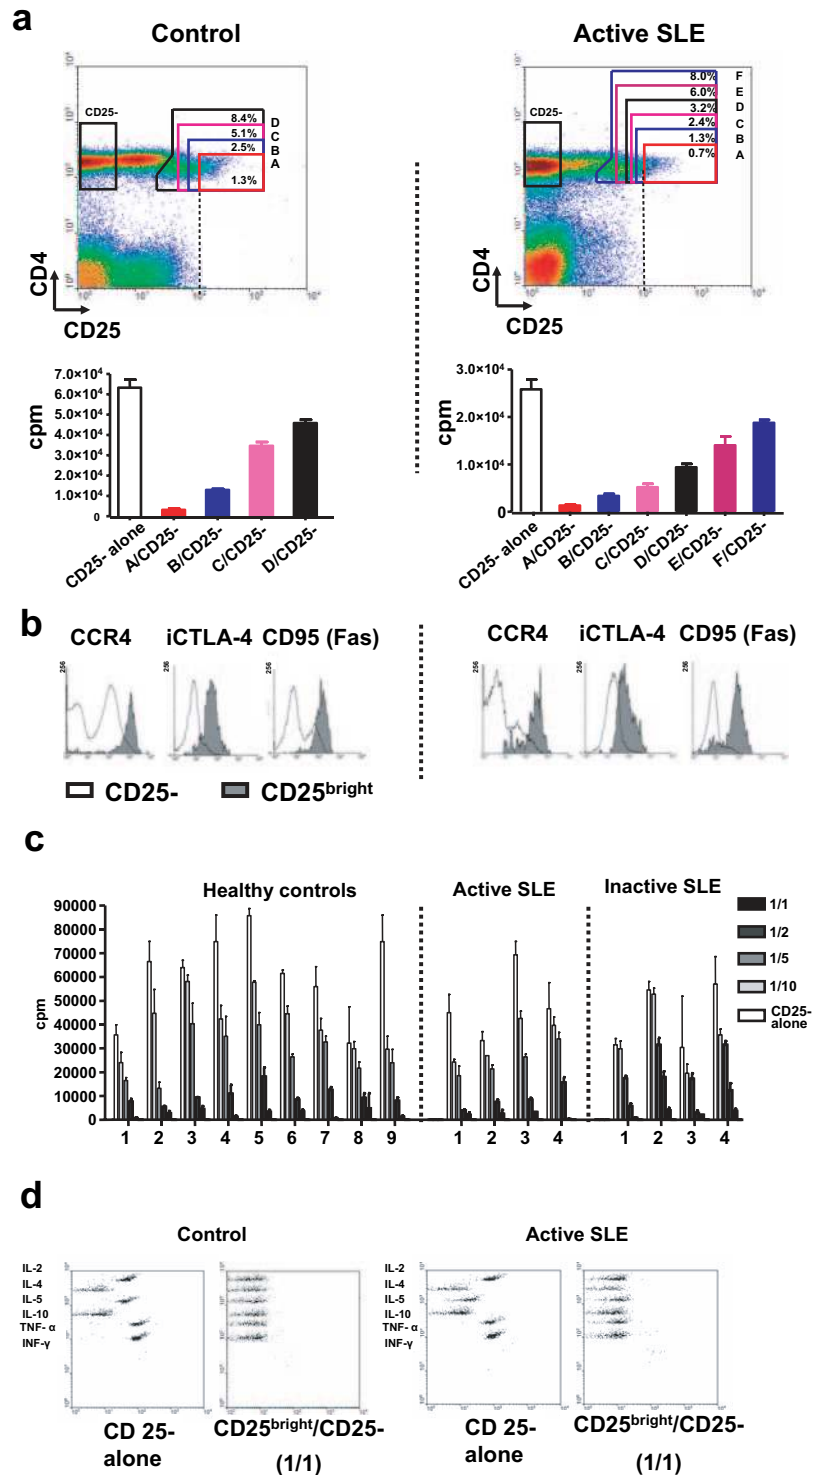 a
Control
Active SLE
CD25-
8.4%
D
5.1%
C
2.5%
B
A
1.3%
CD4
CD25
CD25-
8.0%
F
6.0%
E
3.2%
D
2.4%
C
1.3%
B
0.7%
A
CD4
CD25
cpm
7.0×10⁴
6.0×10⁴
5.0×10⁴
4.0×10⁴
3.0×10⁴
2.0×10⁴
1.0×10⁴
0
CD25- alone
A/CD25-
B/CD25-
C/CD25-
D/CD25-
cpm
3.0×10⁴
2.0×10⁴
1.0×10⁴
0
CD25- alone
A/CD25-
B/CD25-
C/CD25-
D/CD25-
E/CD25-
F/CD25-
b
CCR4 iCTLA-4 CD95 (Fas)
256 256 256
CCR4 iCTLA-4 CD95 (Fas)
256 256 256
CD25- CD25bright
c
Healthy controls
Active SLE
Inactive SLE
cpm
90000
80000
70000
60000
50000
40000
30000
20000
10000
0
1 2 3 4 5 6 7 8 9
1 2 3 4
1 2 3 4
1/1
1/2
1/5
1/10
CD25-
alone
d
Control
Active SLE
IL-2
IL-4
IL-5
IL-10
TNF- α
INF-γ
CD 25-
alone
CD25bright/CD25-
(1/1)
IL-2
IL-4
IL-5
IL-10
TNF- α
INF-γ
CD 25-
alone
CD25bright/CD25-
(1/1)